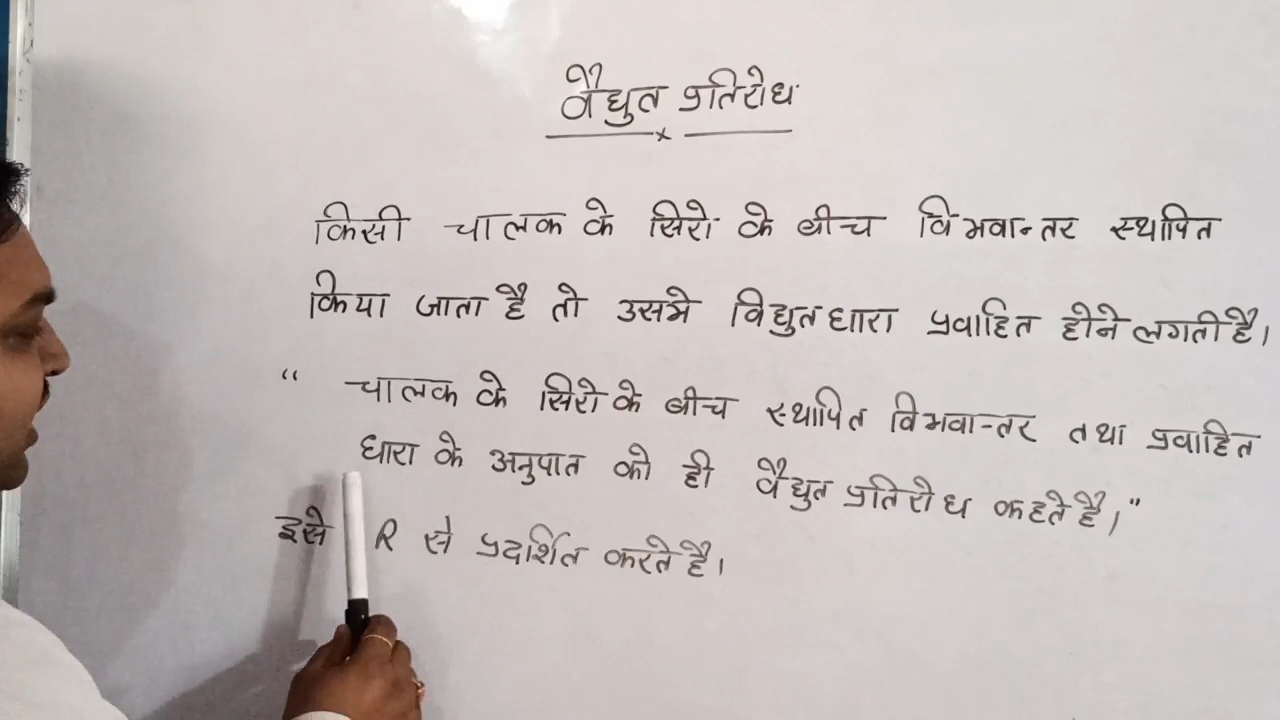 वैद्युत प्रतिरोध
किसी चालक के सिरो के बीच विभवान्तर स्थापित
किया जाता है तो उसमे विद्युत धारा प्रवाहित होने लगती है।
“ चालक के सिरो के बीच स्थापित विभवान्तर तथा प्रवाहित
धारा के अनुपात को ही वैद्युत प्रतिरोध कहते है।”
इसे R से प्रदर्शित करते है।